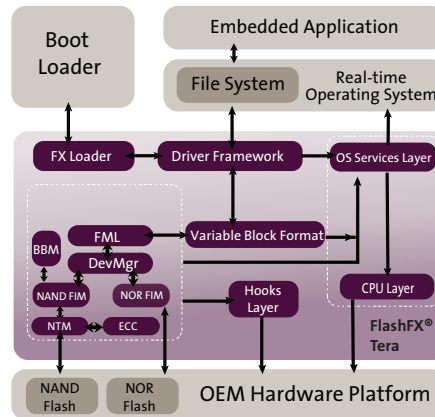 Boot
Loader
Embedded Application
File System
Real-time
Operating System
FX Loader
Driver Framework
OS Services Layer
FML
Variable Block Format
BBM
DevMgr
NAND FIM
NOR FIM
Hooks
Layer
CPU Layer
NTM
ECC
FlashFX®
Tera
NAND
Flash
NOR
Flash
OEM Hardware Platform